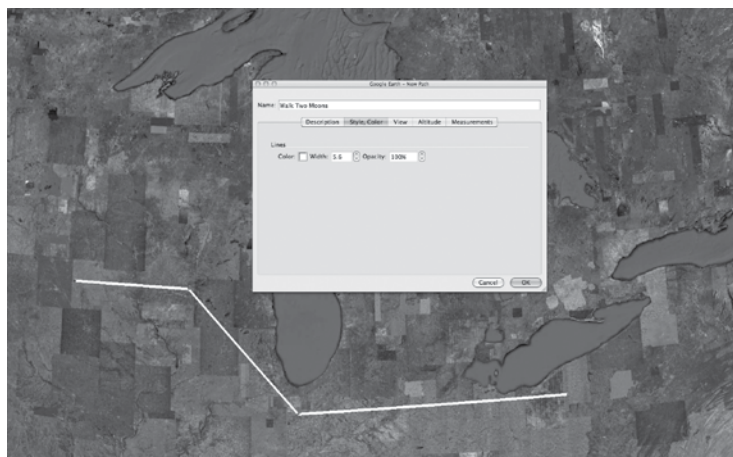 Google Earth - New Path
Name: Walk Two Moons
Description Style, Color View Altitude Measurements
Lines
Color: Width: 5.6 Opacity: 100%
Cancel OK